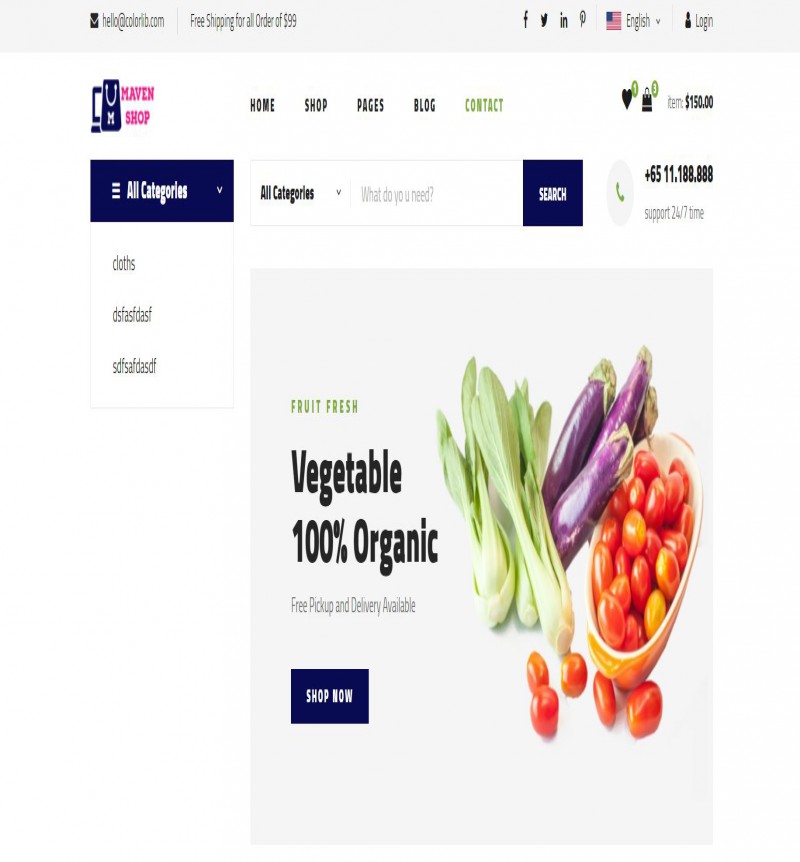 hello@colorlib.com
Free Shipping for all Order of $99
English
Login
MAVEN
SHOP
UM
HOME
SHOP
PAGES
BLOG
CONTACT
1
3
item: $150.00
All Categories
cloths
dsfasfdasf
sdfsafdasdf
All Categories
What do yo u need?
SEARCH
+65 11.188.888
support 24/7 time
FRUIT FRESH
Vegetable
100% Organic
Free Pickup and Delivery Available
SHOP NOW